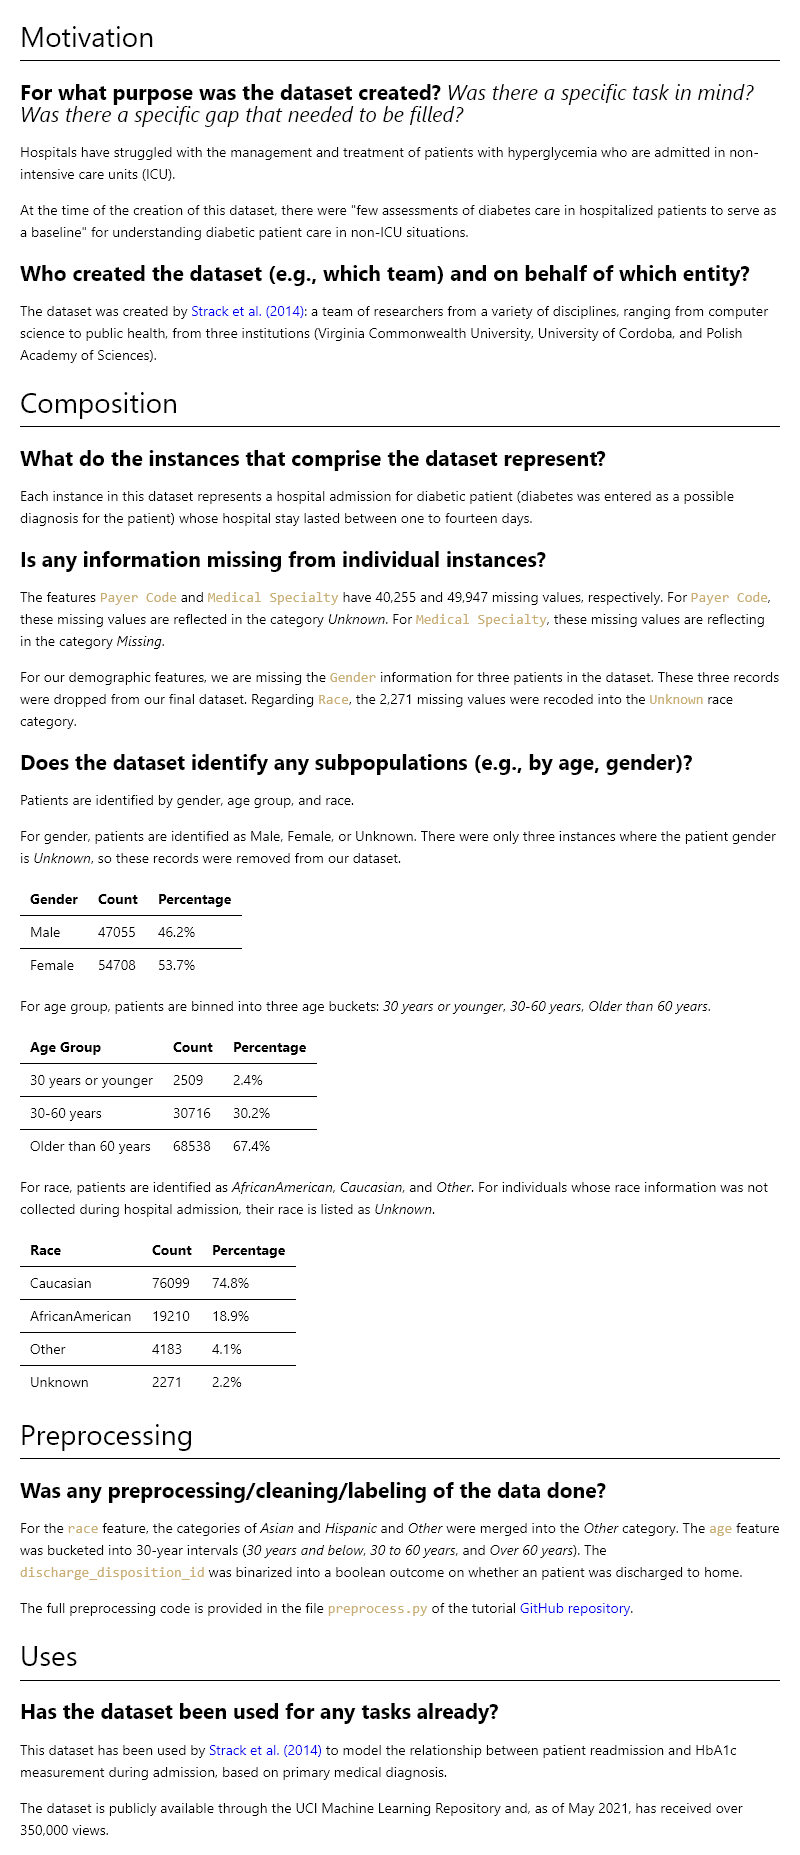 Motivation
For what purpose was the dataset created? Was there a specific task in mind?
Was there a specific gap that needed to be filled?
Hospitals have struggled with the management and treatment of patients with hyperglycemia who are admitted in non-
intensive care units (ICU).
At the time of the creation of this dataset, there were "few assessments of diabetes care in hospitalized patients to serve as
a baseline" for understanding diabetic patient care in non-ICU situations.
Who created the dataset (e.g., which team) and on behalf of which entity?
The dataset was created by Strack et al. (2014): a team of researchers from a variety of disciplines, ranging from computer
science to public health, from three institutions (Virginia Commonwealth University, University of Cordoba, and Polish
Academy of Sciences).
Composition
What do the instances that comprise the dataset represent?
Each instance in this dataset represents a hospital admission for diabetic patient (diabetes was entered as a possible
diagnosis for the patient) whose hospital stay lasted between one to fourteen days.
Is any information missing from individual instances?
The features Payer Code and Medical Specialty have 40,255 and 49,947 missing values, respectively. For Payer Code,
these missing values are reflected in the category Unknown. For Medical Specialty, these missing values are reflecting
in the category Missing.
For our demographic features, we are missing the Gender information for three patients in the dataset. These three records
were dropped from our final dataset. Regarding Race, the 2,271 missing values were recoded into the Unknown race
category.
Does the dataset identify any subpopulations (e.g., by age, gender)?
Patients are identified by gender, age group, and race.
For gender, patients are identified as Male, Female, or Unknown. There were only three instances where the patient gender
is Unknown, so these records were removed from our dataset.
Gender Count Percentage
Male 47055 46.2%
Female 54708 53.7%
For age group, patients are binned into three age buckets: 30 years or younger, 30-60 years, Older than 60 years.
Age Group Count Percentage
30 years or younger 2509 2.4%
30-60 years 30716 30.2%
Older than 60 years 68538 67.4%
For race, patients are identified as AfricanAmerican, Caucasian, and Other. For individuals whose race information was not
collected during hospital admission, their race is listed as Unknown.
Race Count Percentage
Caucasian 76099 74.8%
AfricanAmerican 19210 18.9%
Other 4183 4.1%
Unknown 2271 2.2%
Preprocessing
Was any preprocessing/cleaning/labeling of the data done?
For the race feature, the categories of Asian and Hispanic and Other were merged into the Other category. The age feature
was bucketed into 30-year intervals (30 years and below, 30 to 60 years, and Over 60 years). The
discharge_disposition_id was binarized into a boolean outcome on whether an patient was discharged to home.
The full preprocessing code is provided in the file preprocess.py of the tutorial GitHub repository.
Uses
Has the dataset been used for any tasks already?
This dataset has been used by Strack et al. (2014) to model the relationship between patient readmission and HbA1c
measurement during admission, based on primary medical diagnosis.
The dataset is publicly available through the UCI Machine Learning Repository and, as of May 2021, has received over
350,000 views.